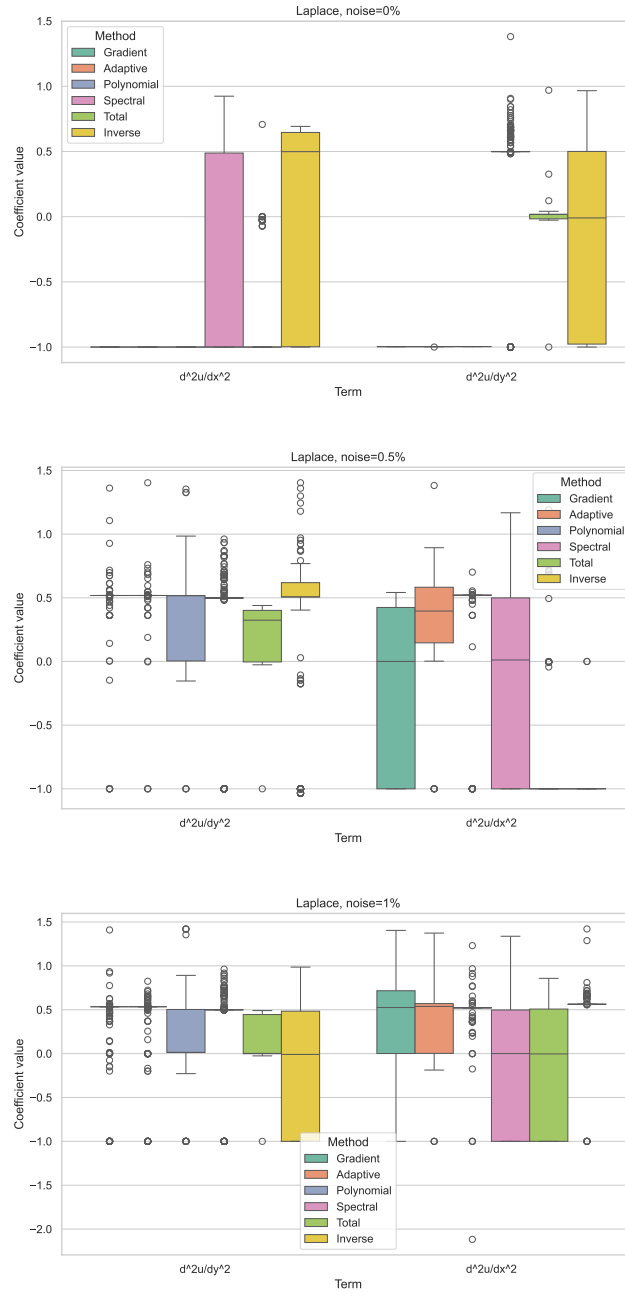 Laplace, noise=0%
1.5
1.0
0.5
0.0
−0.5
−1.0
Coefficient value
Method
Gradient
Adaptive
Polynomial
Spectral
Total
Inverse
d^2u/dx^2
d^2u/dy^2
Term
Laplace, noise=0.5%
1.5
1.0
0.5
0.0
−0.5
−1.0
Coefficient value
Method
Gradient
Adaptive
Polynomial
Spectral
Total
Inverse
d^2u/dy^2
d^2u/dx^2
Term
Laplace, noise=1%
1.5
1.0
0.5
0.0
−0.5
−1.0
−1.5
−2.0
Coefficient value
Method
Gradient
Adaptive
Polynomial
Spectral
Total
Inverse
d^2u/dy^2
d^2u/dx^2
Term